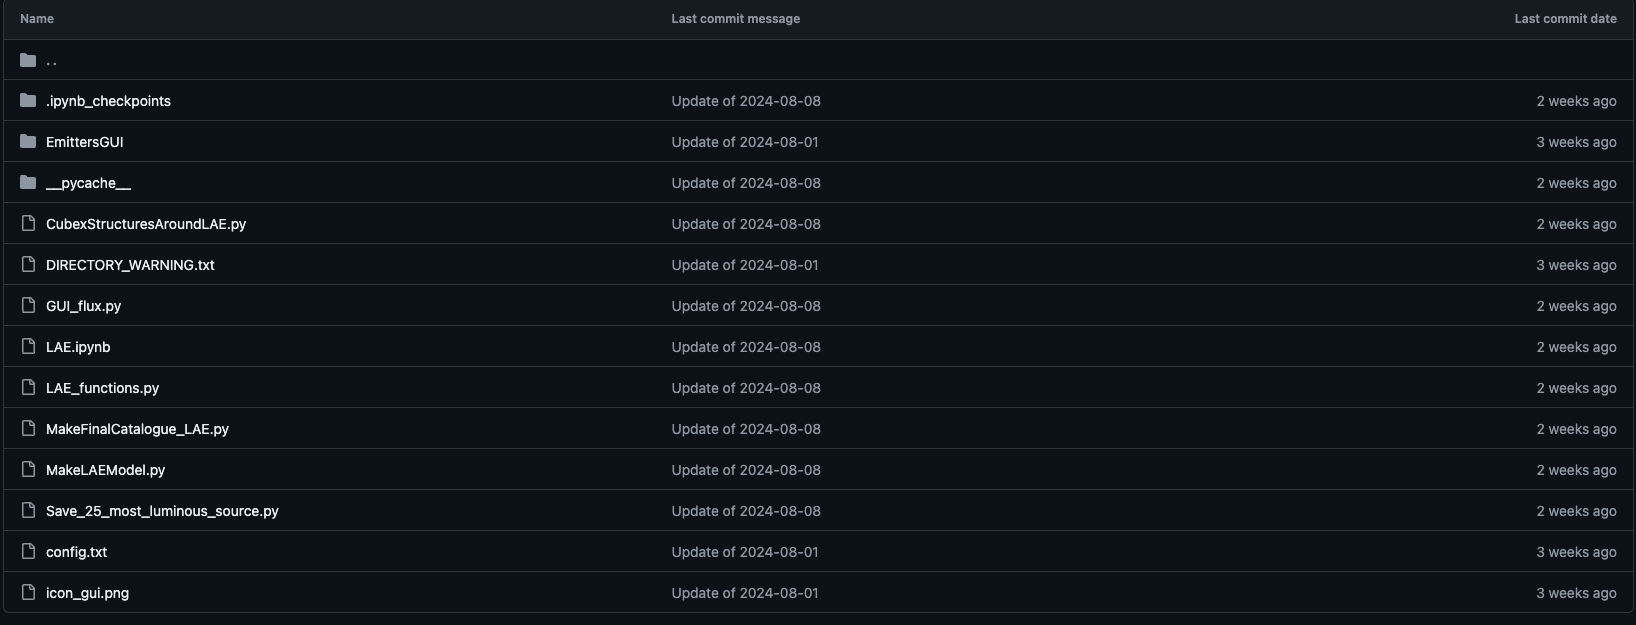 Name Last commit message Last commit date
..
.ipynb_checkpoints Update of 2024-08-08 2 weeks ago
EmittersGUI Update of 2024-08-01 3 weeks ago
__pycache__ Update of 2024-08-08 2 weeks ago
CubexStructuresAroundLAE.py Update of 2024-08-08 2 weeks ago
DIRECTORY_WARNING.txt Update of 2024-08-01 3 weeks ago
GUI_flux.py Update of 2024-08-08 2 weeks ago
LAE.ipynb Update of 2024-08-08 2 weeks ago
LAE_functions.py Update of 2024-08-08 2 weeks ago
MakeFinalCatalogue_LAE.py Update of 2024-08-08 2 weeks ago
MakeLAEModel.py Update of 2024-08-08 2 weeks ago
Save_25_most_luminous_source.py Update of 2024-08-08 2 weeks ago
config.txt Update of 2024-08-01 3 weeks ago
icon_gui.png Update of 2024-08-01 3 weeks ago